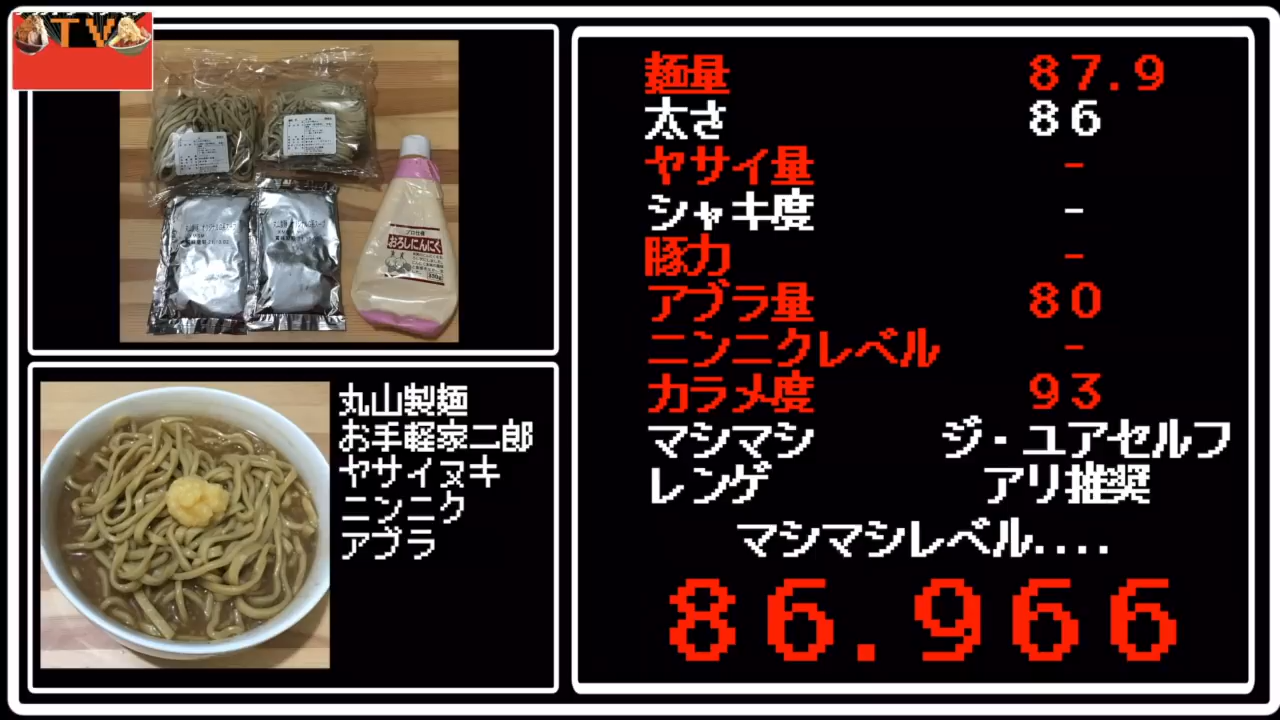 TV
プロ仕様
おろしにんにく
丸山製麺
お手軽家二郎
ヤサイヌキ
ニンニク
アブラ
麺量 87.9
太さ 86
ヤサイ量 -
シャキ度 -
豚力 -
アブラ量 80
ニンニクレベル -
カラメ度 93
マシマシ ジ・ユアセルフ
レンゲ アリ推奨
マシマシレベル....
86.966